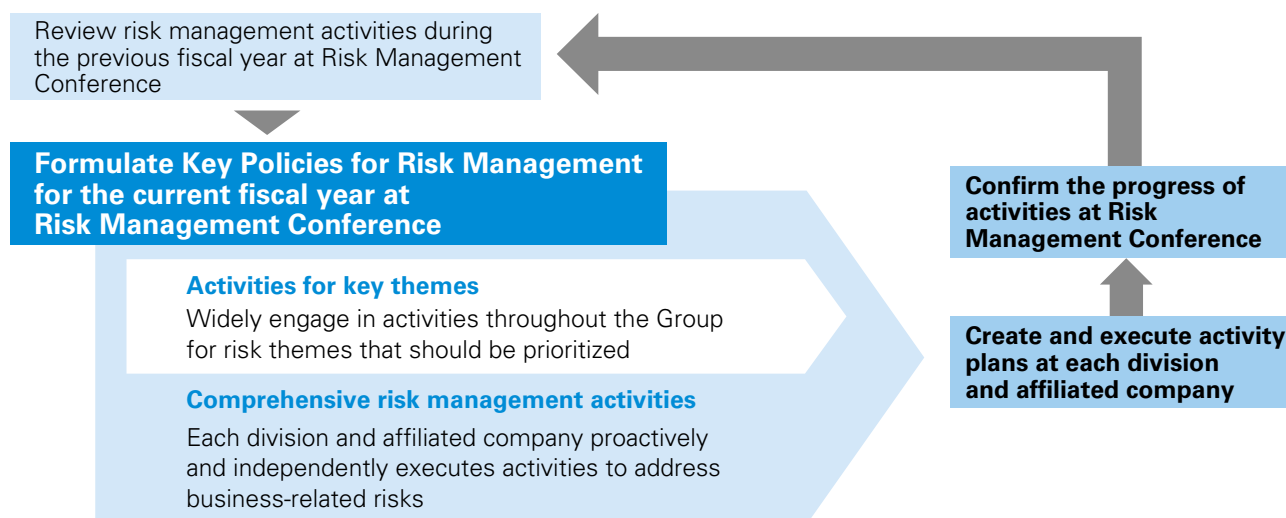 Review risk management activities during
the previous fiscal year at Risk Management
Conference
Formulate Key Policies for Risk Management
for the current fiscal year at
Risk Management Conference
Activities for key themes
Widely engage in activities throughout the Group
for risk themes that should be prioritized
Comprehensive risk management activities
Each division and affiliated company proactively
and independently executes activities to address
business-related risks
Create and execute activity
plans at each division
and affiliated company
Confirm the progress of
activities at Risk
Management Conference